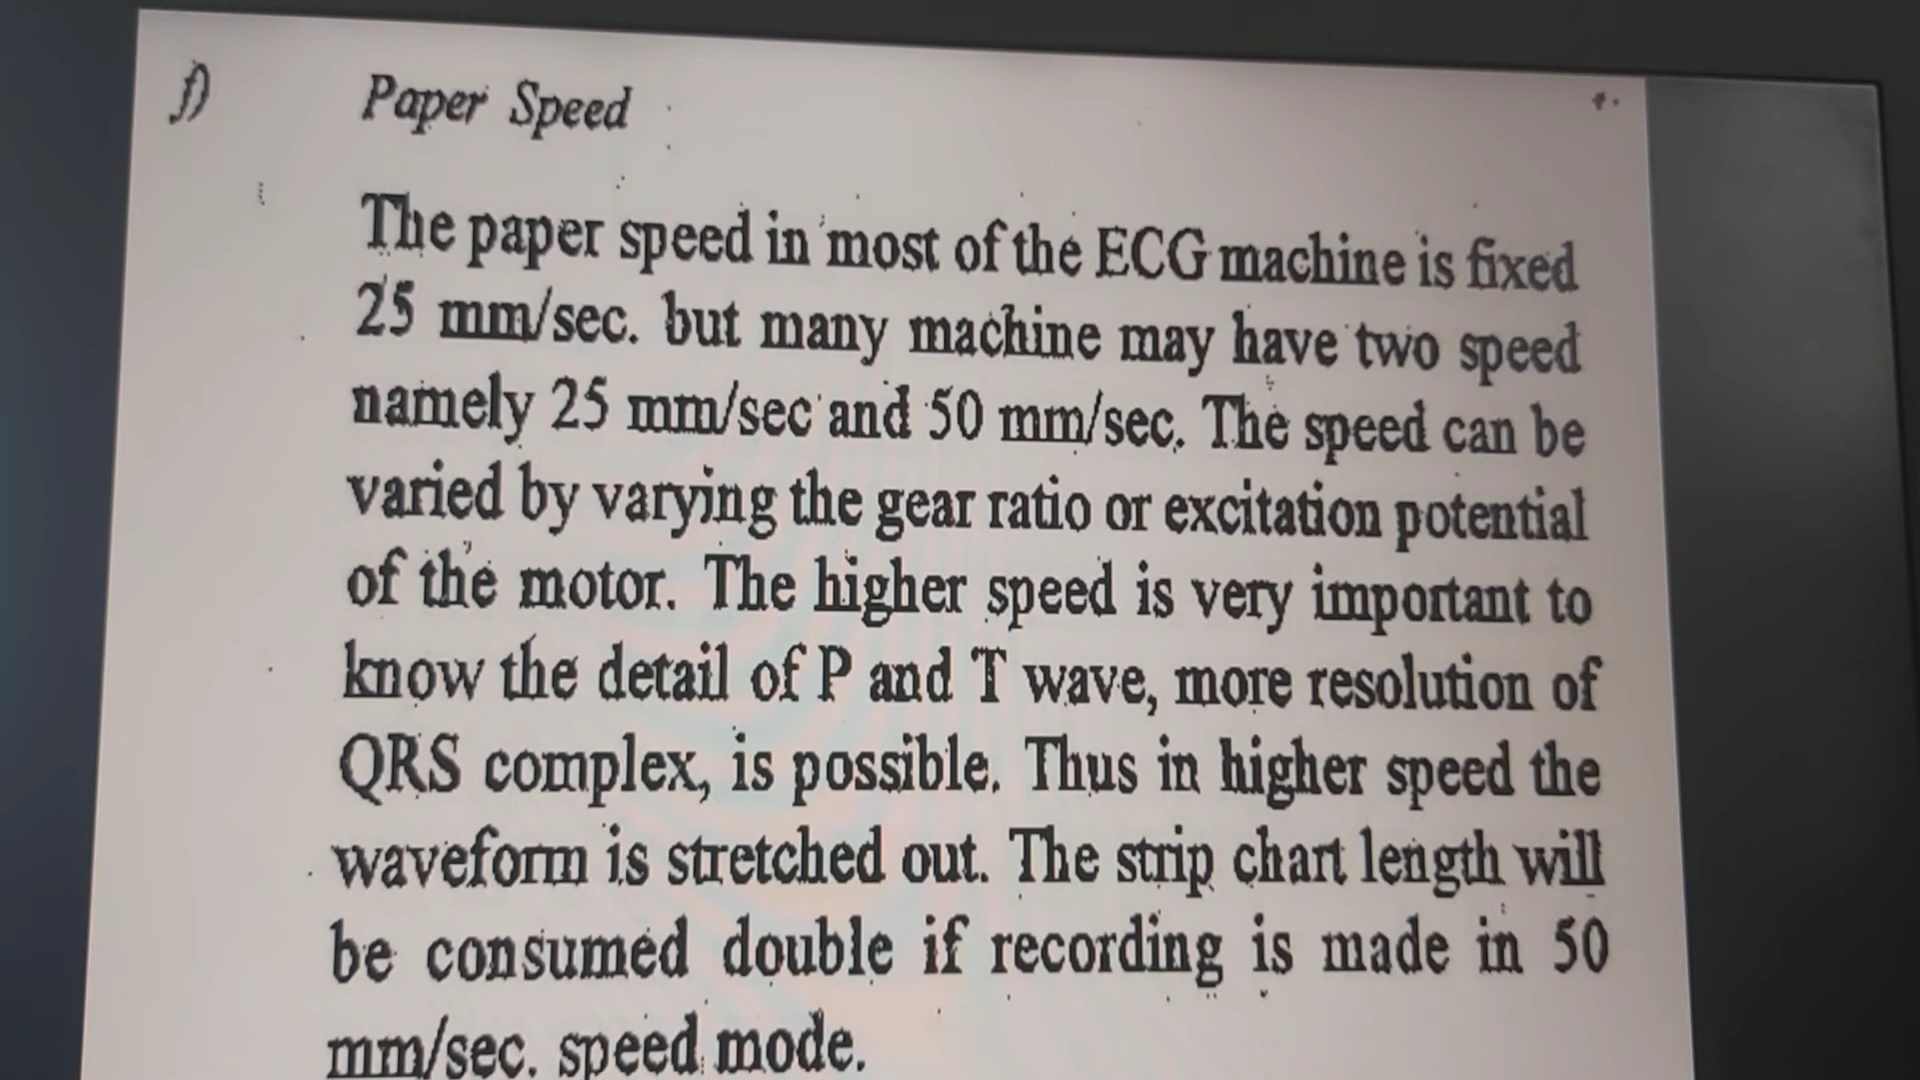 f) Paper Speed
The paper speed in most of the ECG machine is fixed
25 mm/sec. but many machine may have two speed
namely 25 mm/sec and 50 mm/sec. The speed can be
varied by varying the gear ratio or excitation potential
of the motor. The higher speed is very important to
know the detail of P and T wave, more resolution of
QRS complex, is possible. Thus in higher speed the
waveform is stretched out. The strip chart length will
be consumed double if recording is made in 50
mm/sec. speed mode.